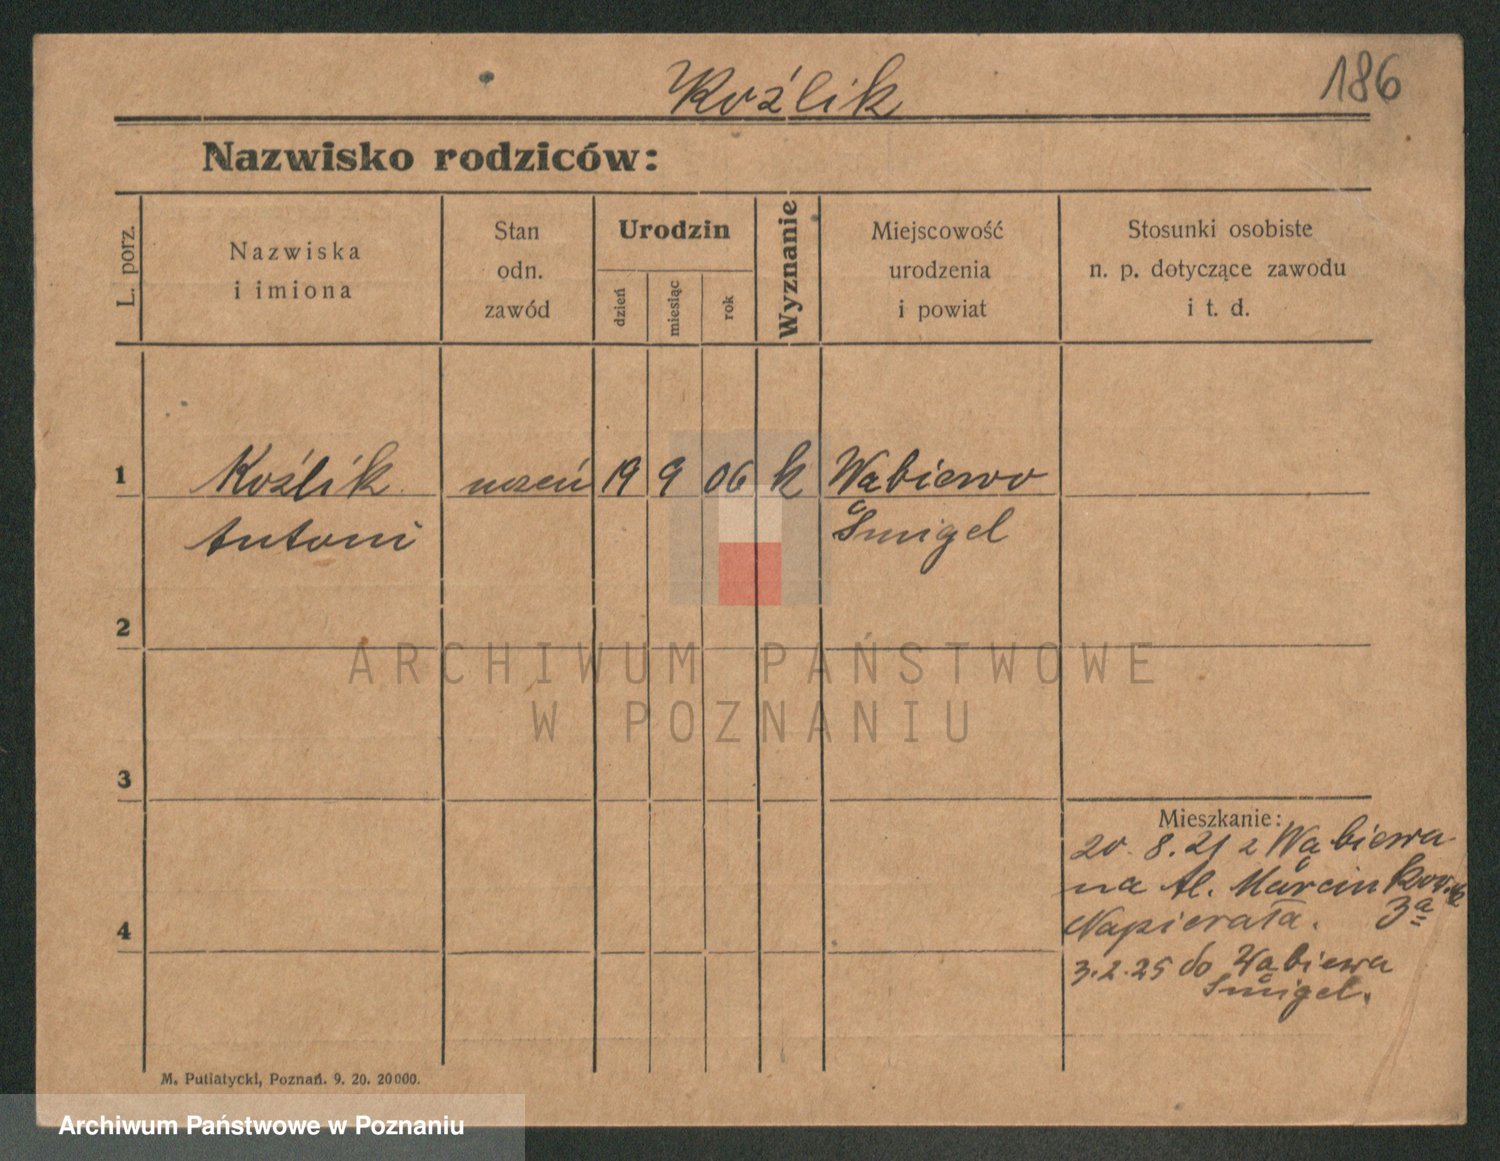 Koźlik
186
Nazwisko rodziców:
L. porz.
Nazwiska
i imiona
Stan
odn.
zawód
Urodzin
dzień
miesiąc
rok
Wyznanie
Miejscowość
urodzenia
i powiat
Stosunki osobiste
n. p. dotyczące zawodu
i t. d.
1
Koźlik uczeń 19 9 06 k Wąbiewo
Antoni Śmigel
2
ARCHIWUM PAŃSTWOWE
W POZNANIU
3
Mieszkanie:
20. 8. 21 z Wąbiewa
na Al. Marcinkow.
Napierała. 3a
4
3.2.25 do Wąbiewa
Śmigel.
M. Putiatycki, Poznań. 9. 20. 20000.
Archiwum Państwowe w Poznaniu